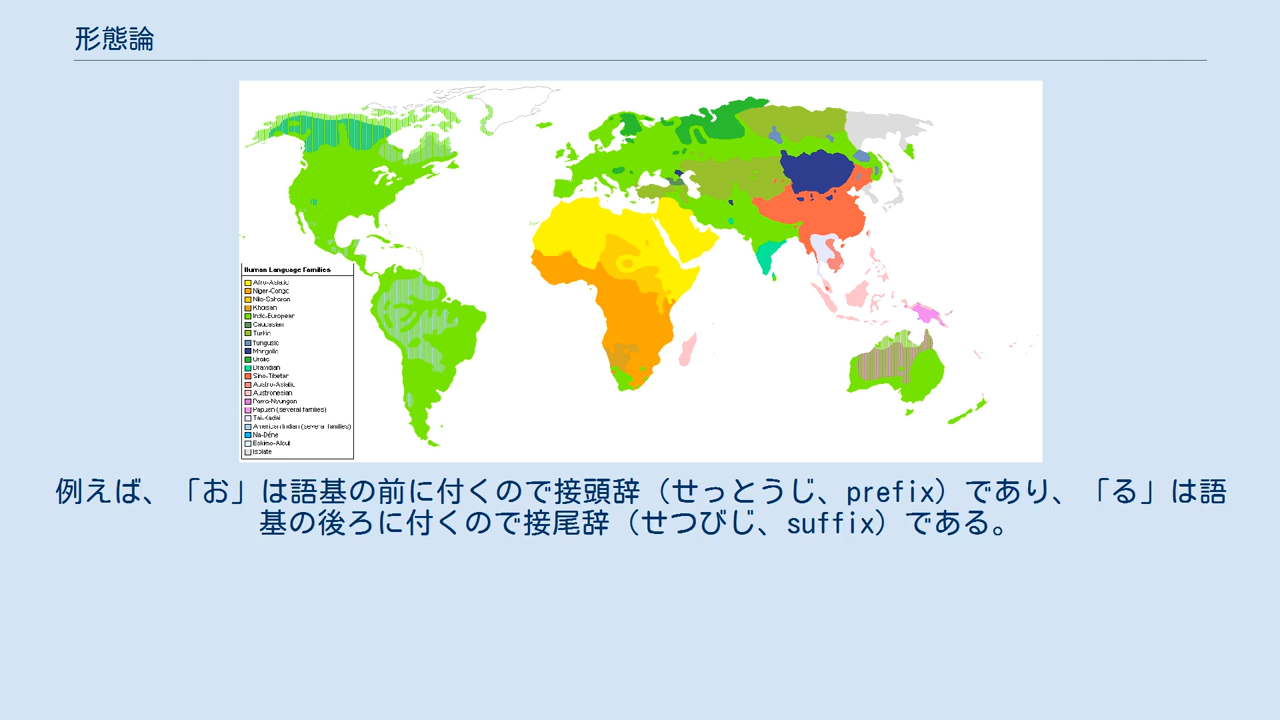 形態論
Human Language Families
Afro-Asiatic
Niger-Congo
Nilo-Saharan
Khoisan
Indo-European
Caucasian
Turkic
Tungusic
Mongolic
Uralic
Dravidian
Sino-Tibetan
Austro-Asiatic
Austronesian
Pama-Nyungan
Papuan (several families)
Tai-Kadai
American Indian (several families)
Na-Dené
Eskimo-Aleut
Isolate
例えば、「お」は語基の前に付くので接頭辞（せっとうじ、prefix）であり、「る」は語
基の後ろに付くので接尾辞（せつびじ、suffix）である。